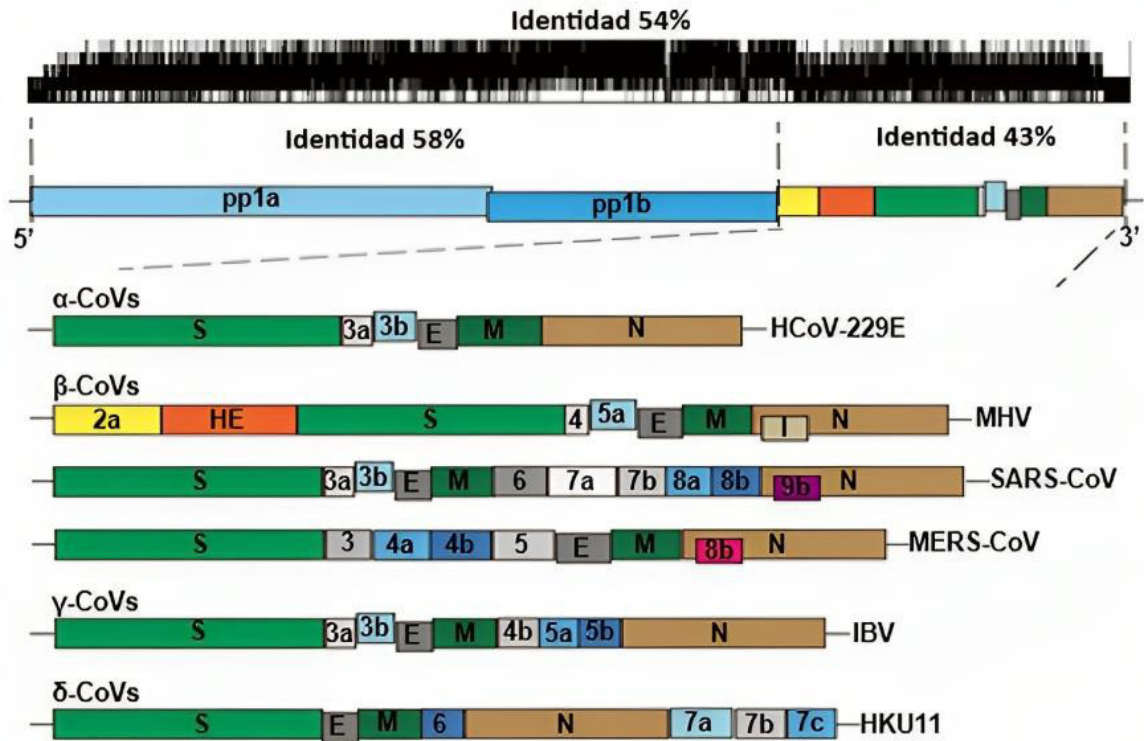 Identidad 54%
Identidad 58% Identidad 43%
pp1a pp1b
5' 3'
α-CoVs
S 3a 3b E M N HCoV-229E
β-CoVs
2a HE S 4 5a E M I N MHV
S 3a 3b E M 6 7a 7b 8a 8b 9b N SARS-CoV
S 3 4a 4b 5 E M 8b N MERS-CoV
γ-CoVs
S 3a 3b E M 4b 5a 5b N IBV
δ-CoVs
S E M 6 N 7a 7b 7c HKU11